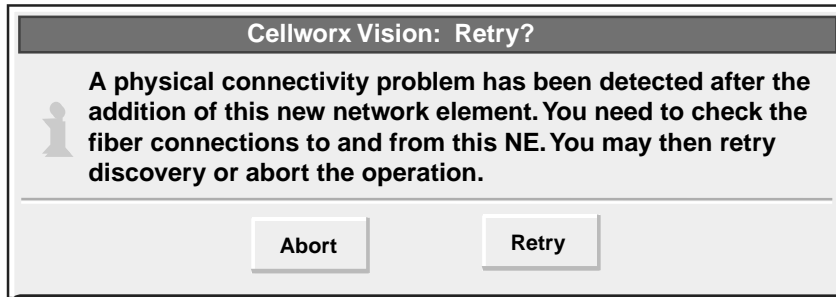 Cellworx Vision:  Retry?
A physical connectivity problem has been detected after the
addition of this new network element. You need to check the
fiber connections to and from this NE. You may then retry
discovery or abort the operation.
Abort
Retry